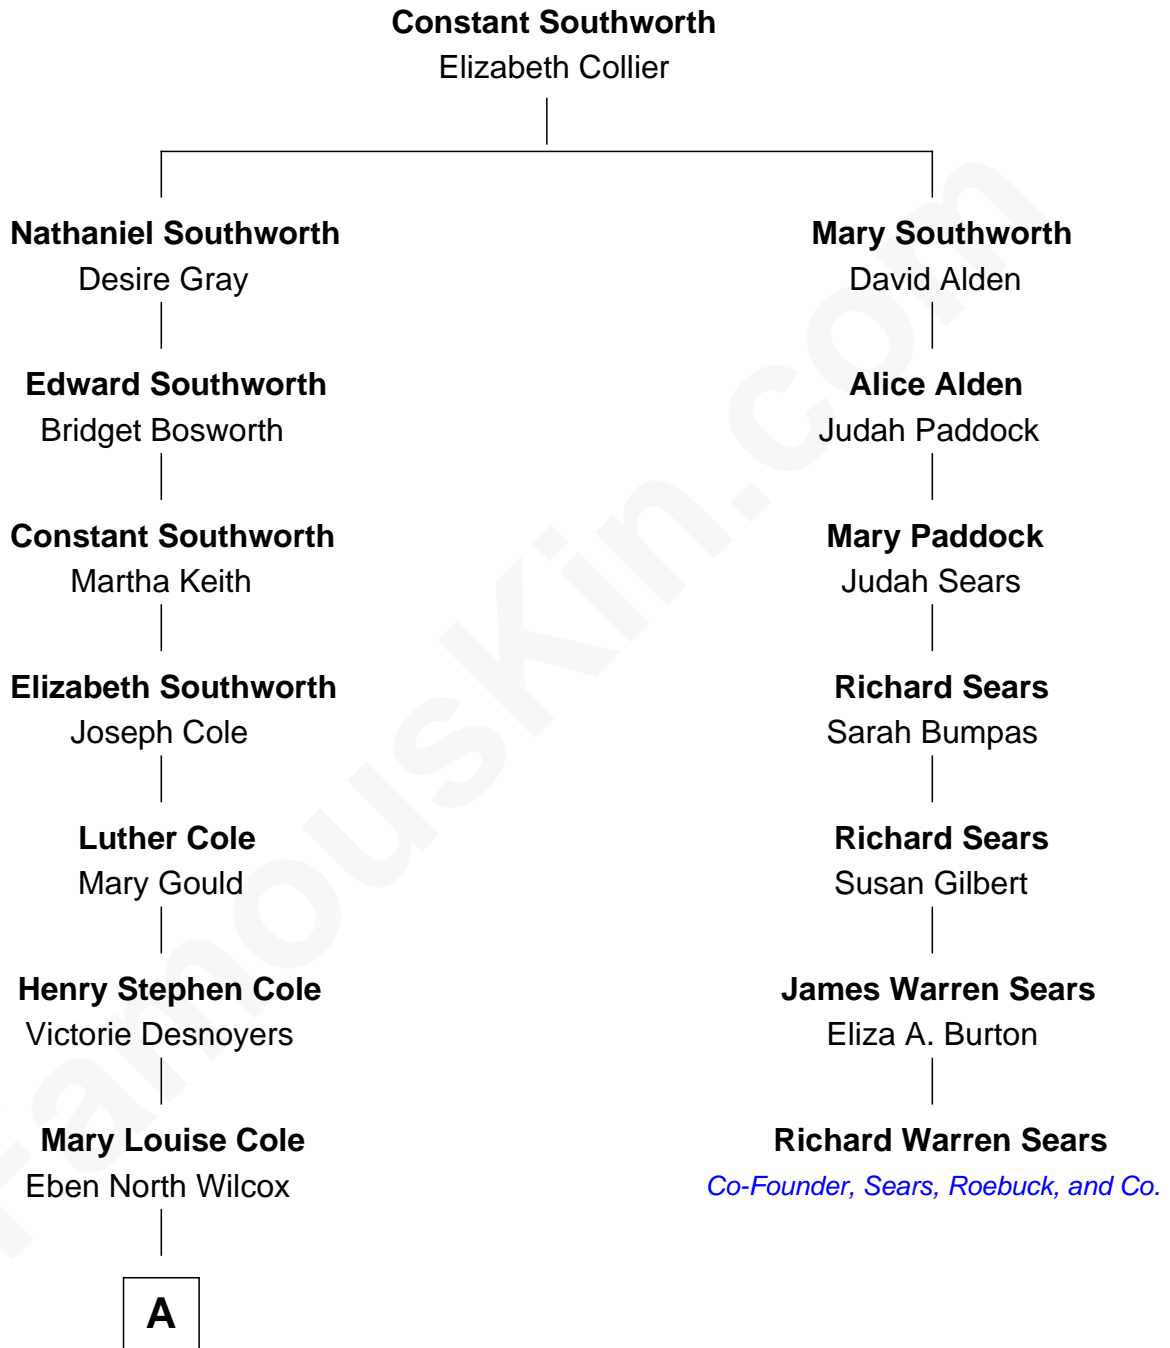 Constant Southworth
Elizabeth Collier
Nathaniel Southworth
Desire Gray
Edward Southworth
Bridget Bosworth
Constant Southworth
Martha Keith
Elizabeth Southworth
Joseph Cole
Luther Cole
Mary Gould
Henry Stephen Cole
Victorie Desnoyers
Mary Louise Cole
Eben North Wilcox
A
Mary Southworth
David Alden
Alice Alden
Judah Paddock
Mary Paddock
Judah Sears
Richard Sears
Sarah Bumpas
Richard Sears
Susan Gilbert
James Warren Sears
Eliza A. Burton
Richard Warren Sears
Co-Founder, Sears, Roebuck, and Co.
FamousKin.com